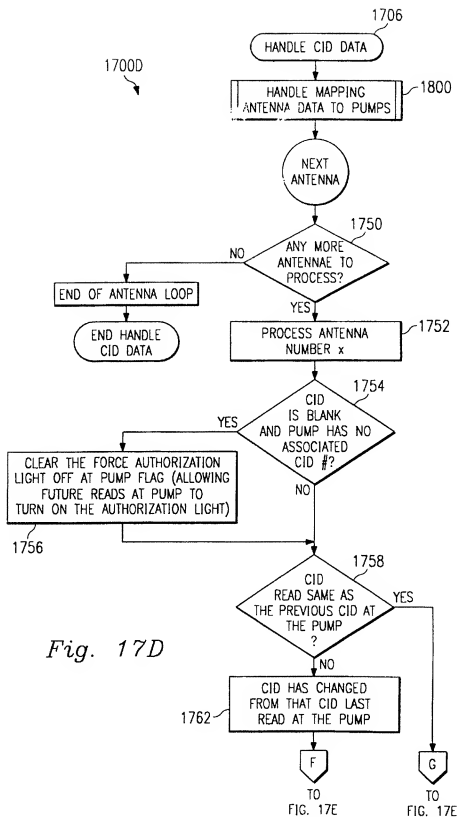 1706
HANDLE CID DATA
1700D
1800
HANDLE MAPPING
ANTENNA DATA TO PUMPS
NEXT
ANTENNA
1750
ANY MORE
ANTENNAE TO
PROCESS?
NO
YES
END OF ANTENNA LOOP
END HANDLE
CID DATA
1752
PROCESS ANTENNA
NUMBER x
1754
CID
IS BLANK
AND PUMP HAS NO
ASSOCIATED
CID #?
YES
NO
CLEAR THE FORCE AUTHORIZATION
LIGHT OFF AT PUMP FLAG (ALLOWING
FUTURE READS AT PUMP TO
TURN ON THE AUTHORIZATION LIGHT)
1756
1758
CID
READ SAME AS
THE PREVIOUS CID AT
THE PUMP
?
YES
NO
Fig. 17D
1762
CID HAS CHANGED
FROM THAT CID LAST
READ AT THE PUMP
F
G
TO
FIG. 17E
TO
FIG. 17E